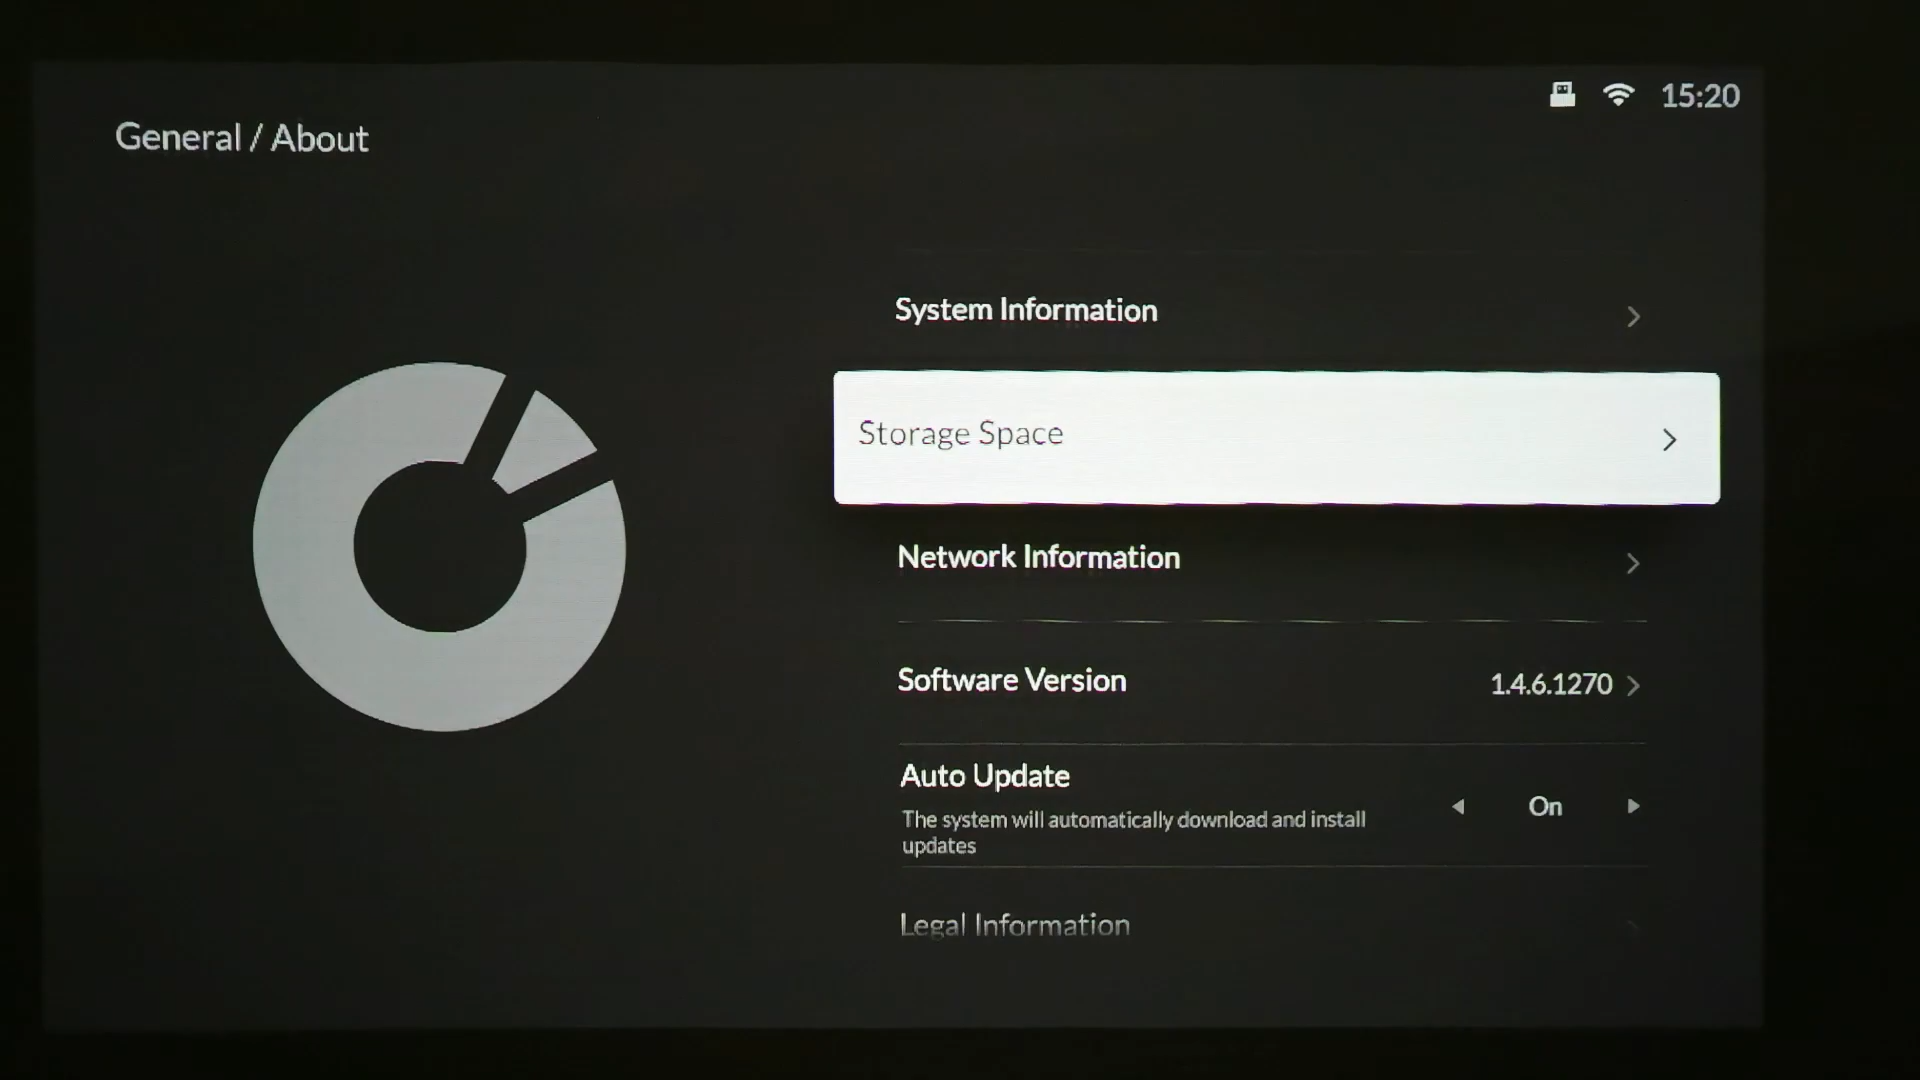 15:20
General / About
System Information
Storage Space
Network Information
Software Version 1.4.6.1270
Auto Update
The system will automatically download and install
updates
On
Legal Information